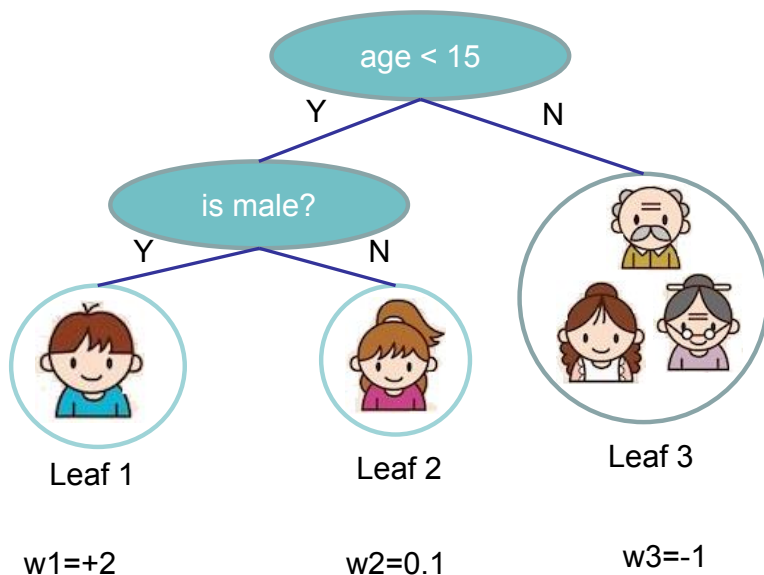 age < 15
Y
N
is male?
Y
N
Leaf 1
Leaf 2
Leaf 3
w1=+2
w2=0.1
w3=-1